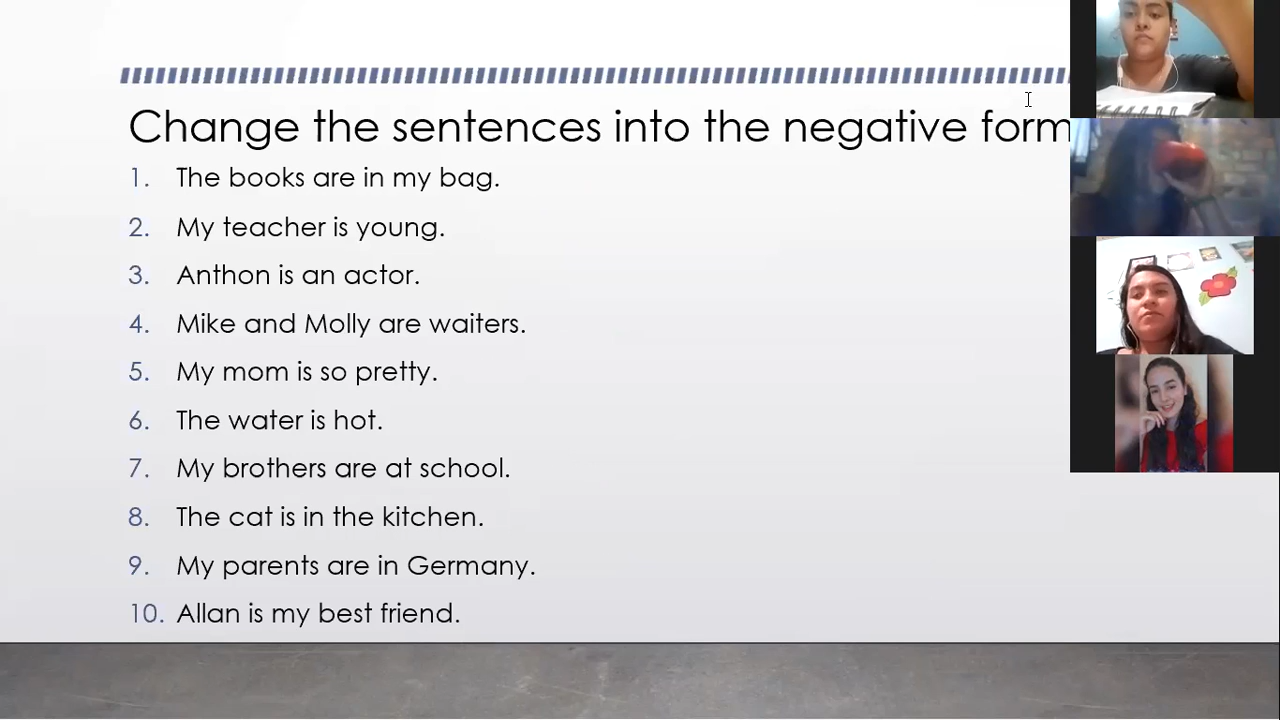 Change the sentences into the negative form
1. The books are in my bag.
2. My teacher is young.
3. Anthon is an actor.
4. Mike and Molly are waiters.
5. My mom is so pretty.
6. The water is hot.
7. My brothers are at school.
8. The cat is in the kitchen.
9. My parents are in Germany.
10. Allan is my best friend.